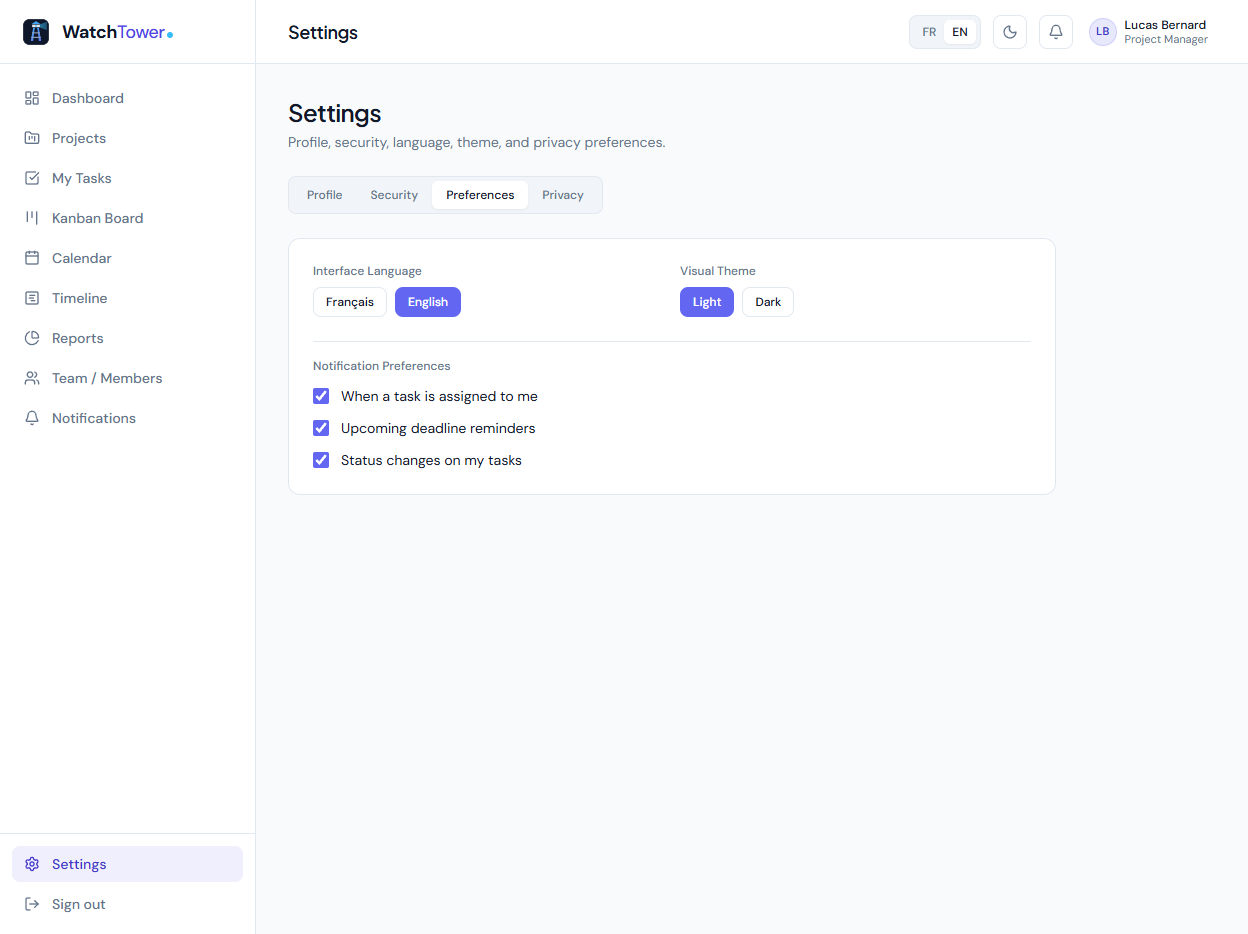 WatchTower
Settings
FR EN
LB
Lucas Bernard
Project Manager
Dashboard
Projects
My Tasks
Kanban Board
Calendar
Timeline
Reports
Team / Members
Notifications
Settings
Sign out
Settings
Profile, security, language, theme, and privacy preferences.
Profile Security Preferences Privacy
Interface Language
Français English
Visual Theme
Light Dark
Notification Preferences
When a task is assigned to me
Upcoming deadline reminders
Status changes on my tasks